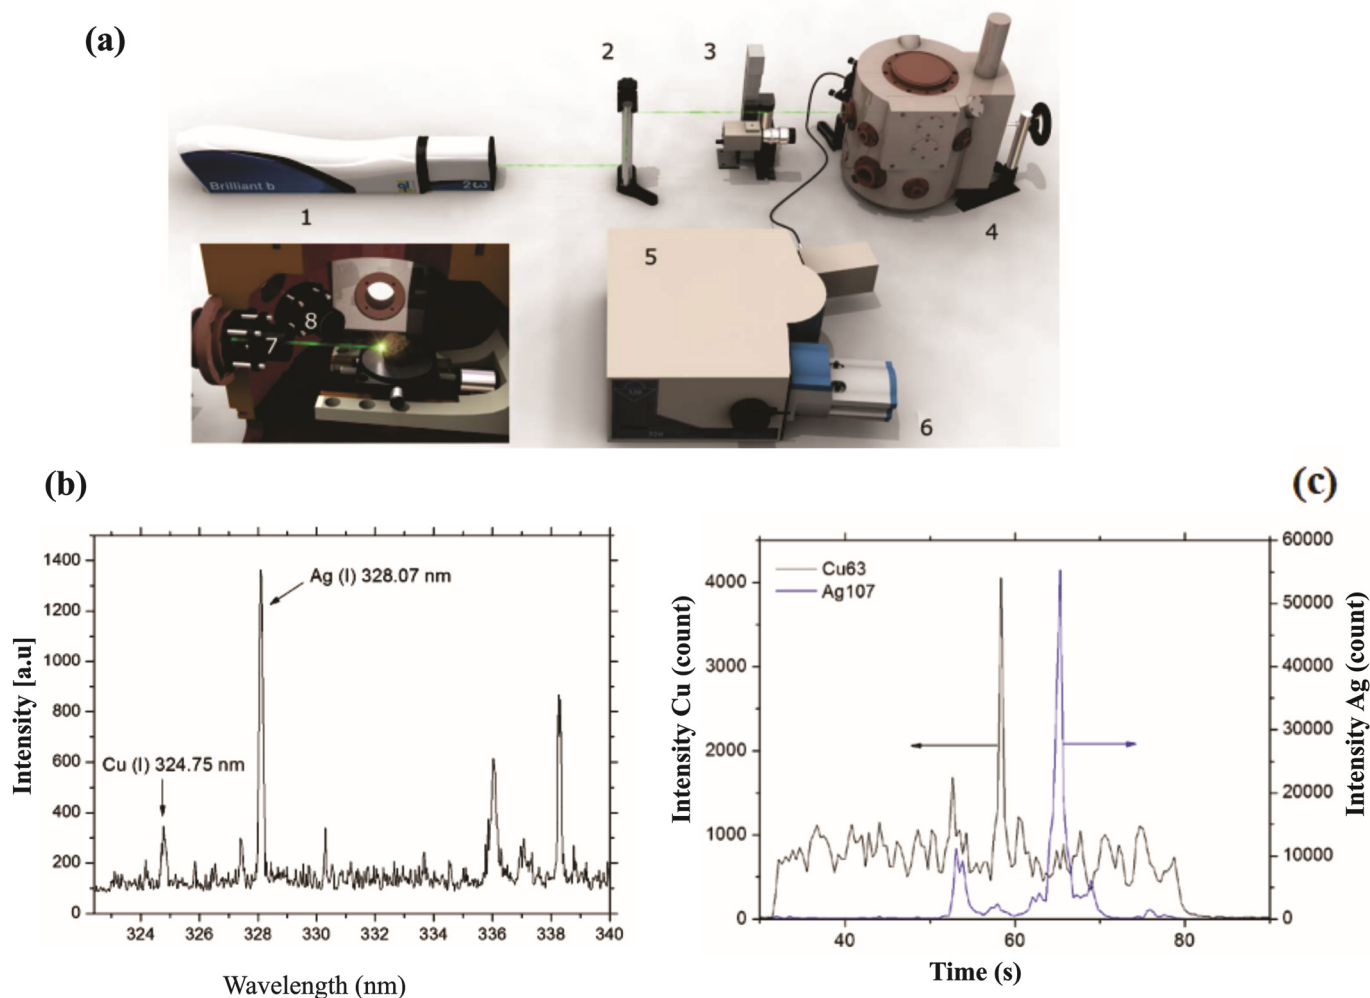 (a)
1
2
3
4
5
6
7
8
Brilliant b
2ω
(b)
Intensity [a.u]
1400
1200
1000
800
600
400
200
0
Ag (I) 328.07 nm
Cu (I) 324.75 nm
324 326 328 330 332 334 336 338 340
Wavelength (nm)
(c)
Intensity Cu (count)
4000
3000
2000
1000
0
Cu63
Ag107
60000
50000
40000
30000
20000
10000
0
Intensity Ag (count)
40 60 80
Time (s)